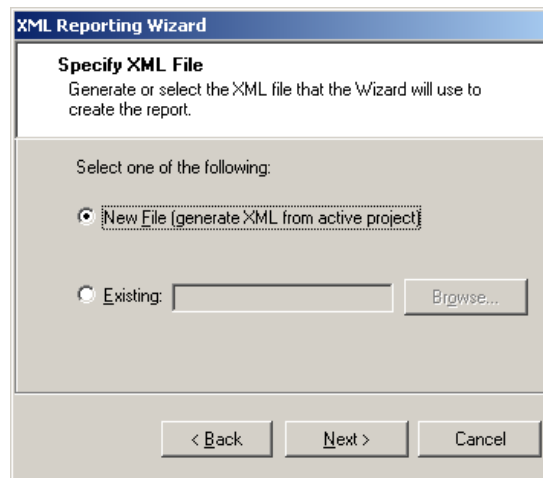 XML Reporting Wizard
Specify XML File
Generate or select the XML file that the Wizard will use to
create the report.
Select one of the following:
New File (generate XML from active project)
Existing:
Browse...
< Back
Next >
Cancel